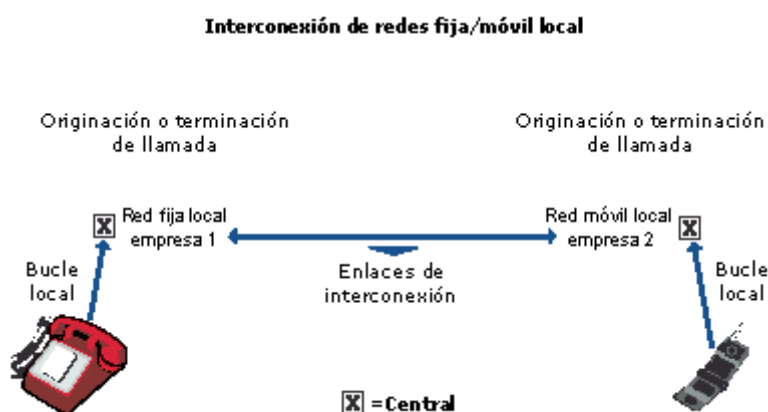 Interconexión de redes fija/móvil local
Originación o terminación
de llamada
Originación o terminación
de llamada
X Red fija local
empresa 1
Red móvil local X
empresa 2
Bucle
local
Enlaces de
interconexión
Bucle
local
X =Central